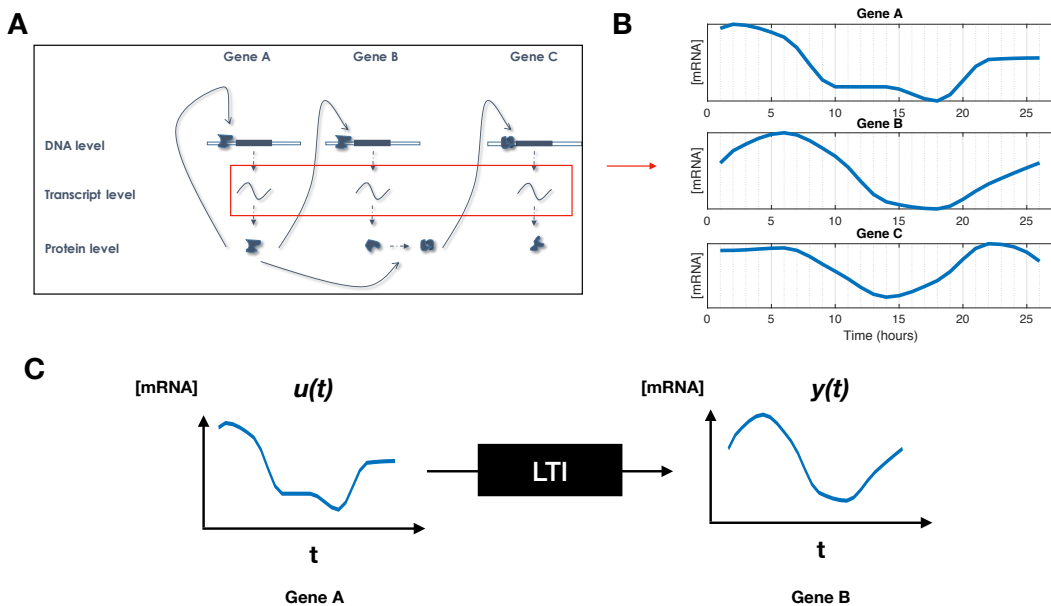 A
Gene A Gene B Gene C
DNA level
Transcript level
Protein level
B
Gene A
[mRNA]
0 5 10 15 20 25
Gene B
[mRNA]
0 5 10 15 20 25
Gene C
[mRNA]
0 5 10 15 20 25
Time (hours)
C
[mRNA] u(t) [mRNA] y(t)
LTI
t t
Gene A Gene B